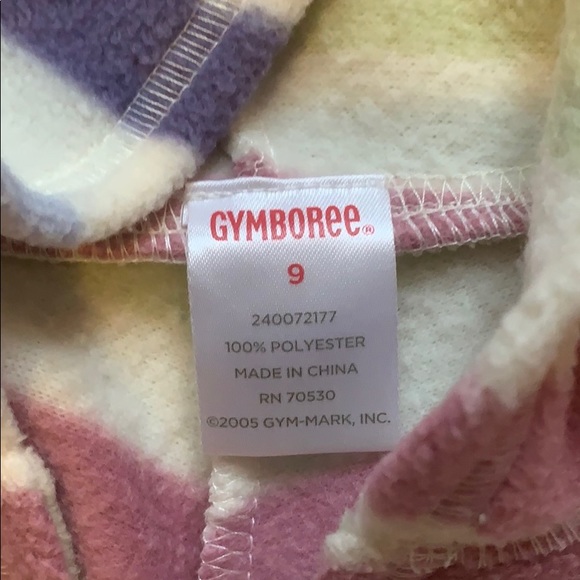 GYMBOREE®
9
240072177
100% POLYESTER
MADE IN CHINA
RN 70530
©2005 GYM-MARK, INC.